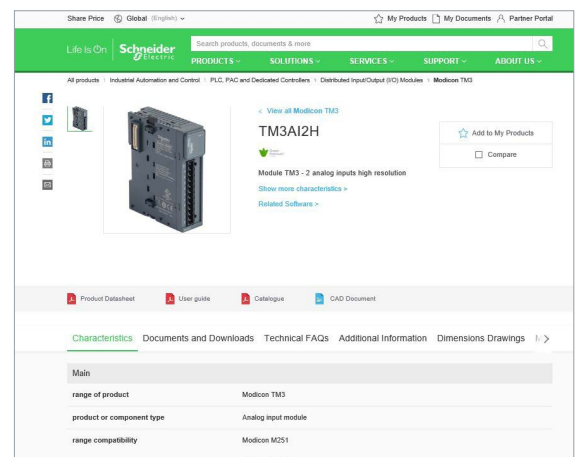 Share Price Global (English) My Products My Documents Partner Portal
Life Is On Schneider Electric
Search products, documents & more
PRODUCTS SOLUTIONS SERVICES SUPPORT ABOUT US
All products Industrial Automation and Control PLC, PAC and Dedicated Controllers Distributed Input/Output (I/O) Modules Modicon TM3
< View all Modicon TM3
TM3AI2H
Add to My Products
Compare
Module TM3 - 2 analog inputs high resolution
Show more characteristics >
Related Software >
Product Datasheet User guide Catalogue CAD Document
Characteristics Documents and Downloads Technical FAQs Additional Information Dimensions Drawings
Main
range of product Modicon TM3
product or component type Analog input module
range compatibility Modicon M251